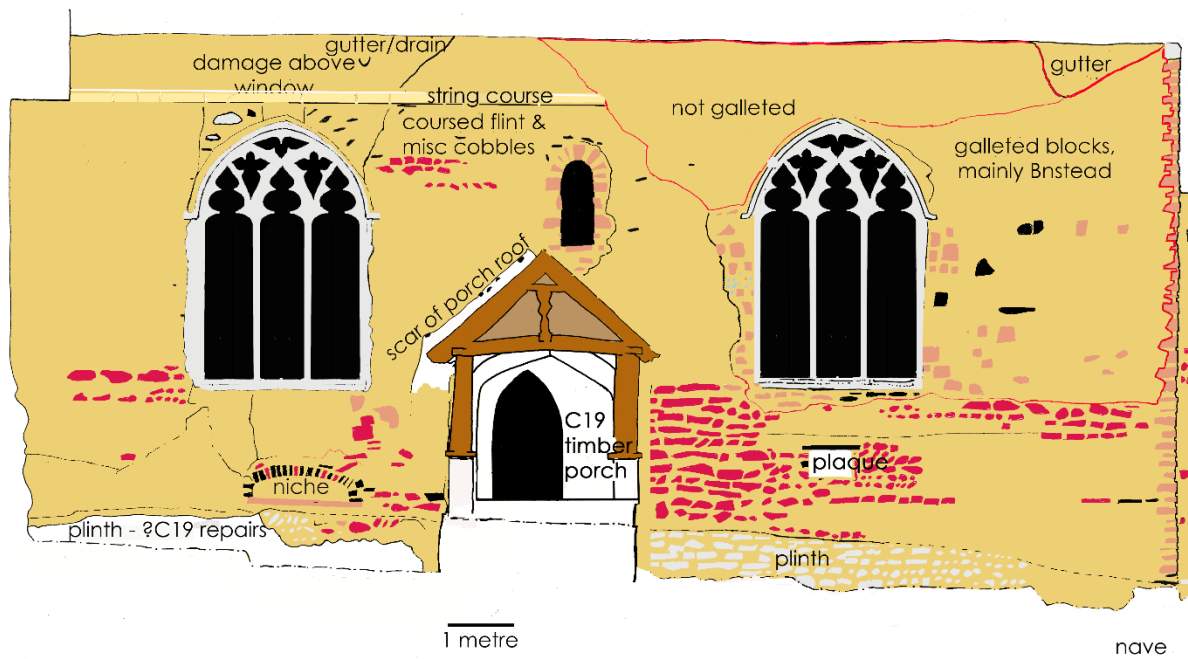 gutter/drain
damage above
window
string course
coursed flint &
misc cobbles
not galleted
gutter
galleted blocks,
mainly Bnstead
scar of porch roof
C19
timber
porch
plaque
niche
plinth - ?C19 repairs
plinth
1 metre
nave